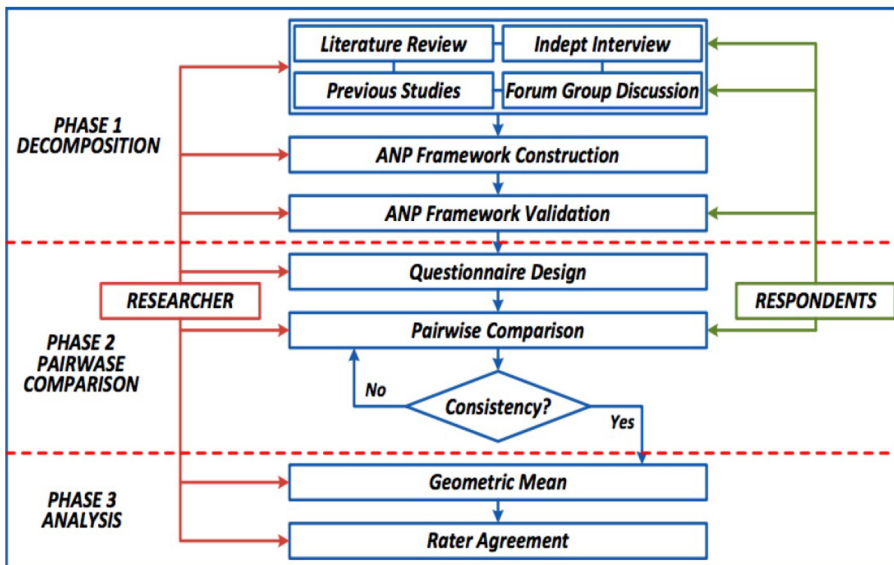 Literature Review
Indept Interview
Previous Studies
Forum Group Discussion
PHASE 1
DECOMPOSITION
ANP Framework Construction
ANP Framework Validation
Questionnaire Design
RESEARCHER
RESPONDENTS
Pairwise Comparison
PHASE 2
PAIRWASE
COMPARISON
No
Consistency?
Yes
Geometric Mean
PHASE 3
ANALYSIS
Rater Agreement